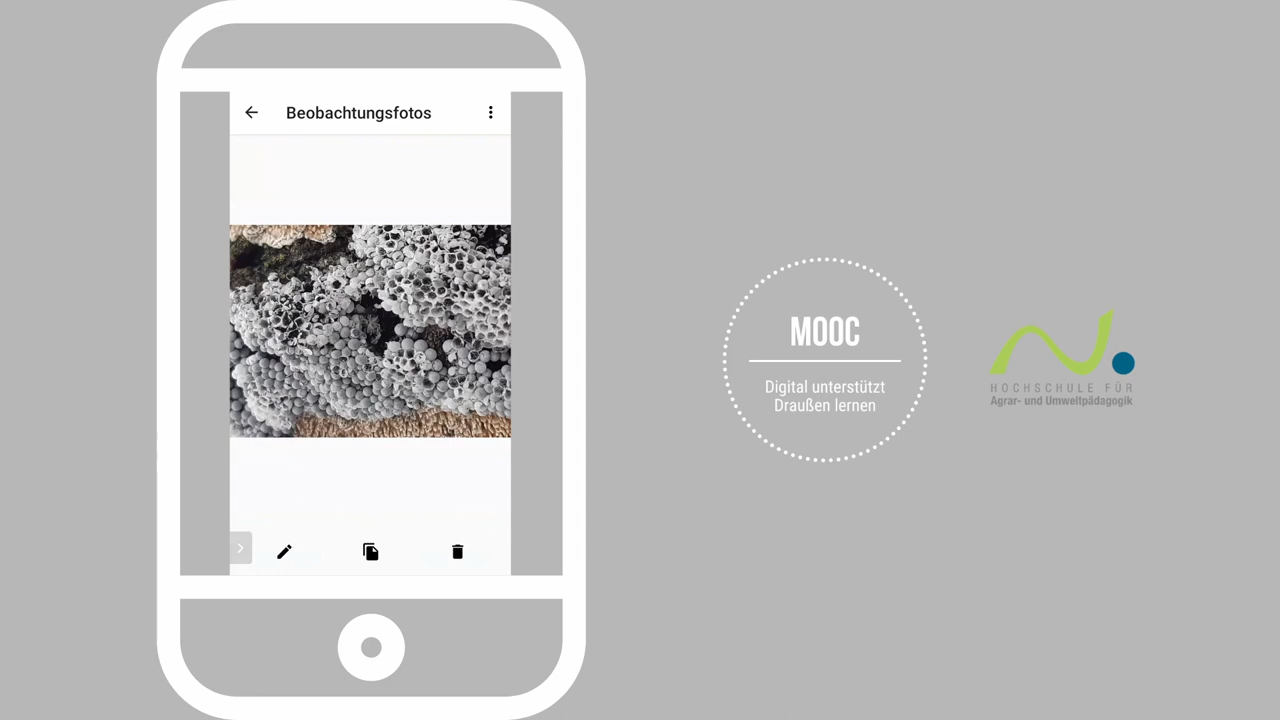 Beobachtungsfotos
MOOC
Digital unterstützt
Draußen lernen
HOCHSCHULE FÜR
Agrar- und Umweltpädagogik